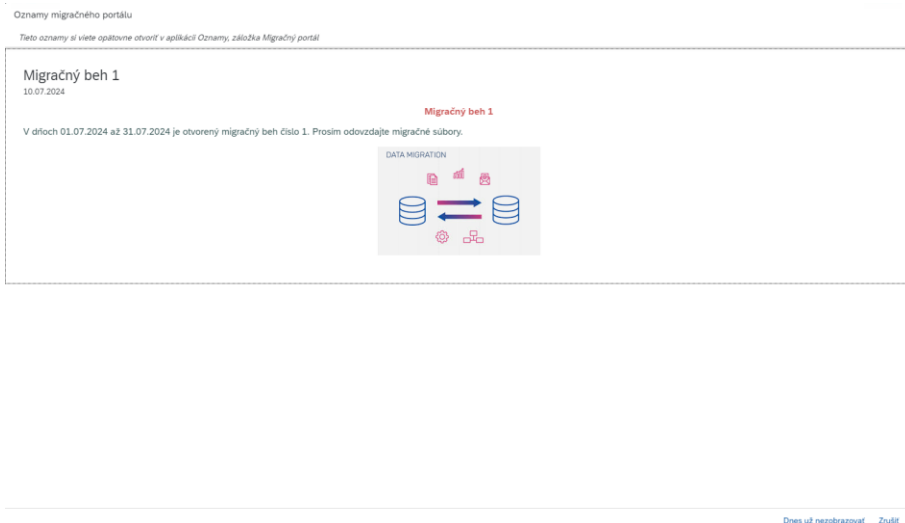 Oznamy migračného portálu
Tieto oznamy si viete opätovne otvoriť v aplikácii Oznamy, záložka Migračný portál
Migračný beh 1
10.07.2024
Migračný beh 1
V dňoch 01.07.2024 až 31.07.2024 je otvorený migračný beh číslo 1. Prosím odovzdajte migračné súbory.
DATA MIGRATION
Dnes už nezobrazovať Zrušiť